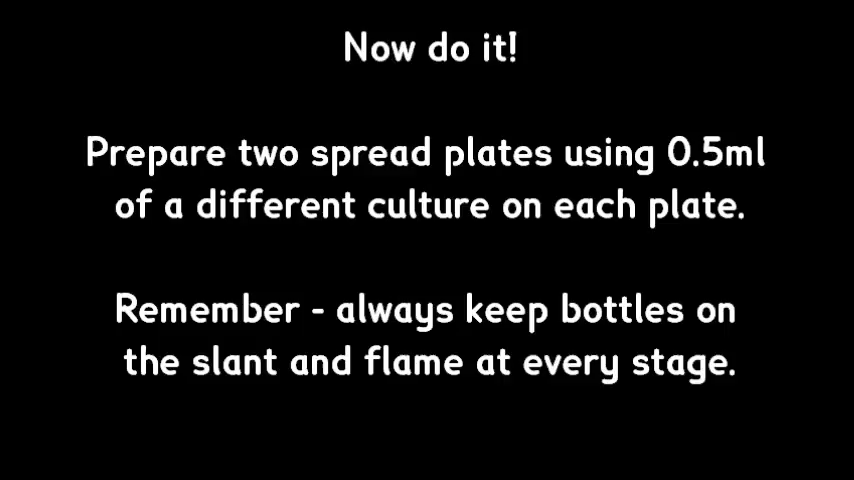 Now do it!
Prepare two spread plates using 0.5ml
of a different culture on each plate.
Remember - always keep bottles on
the slant and flame at every stage.